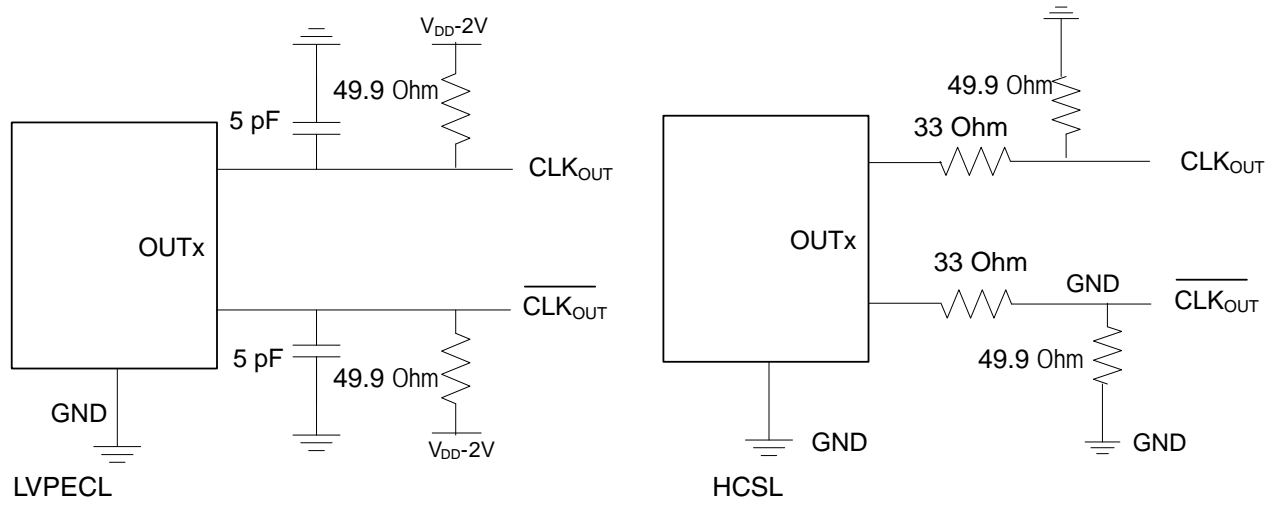 V_DD-2V
49.9 Ohm
5 pF
CLK_OUT
OUTx
CLK_OUT
5 pF
49.9 Ohm
GND
V_DD-2V
LVPECL
49.9 Ohm
33 Ohm
CLK_OUT
OUTx
33 Ohm
GND
CLK_OUT
49.9 Ohm
GND
GND
HCSL